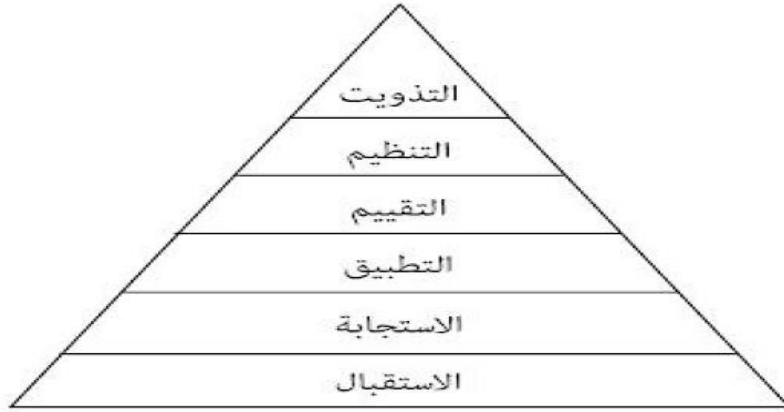 التذويت
التنظيم
التقييم
التطبيق
الاستجابة
الاستقبال